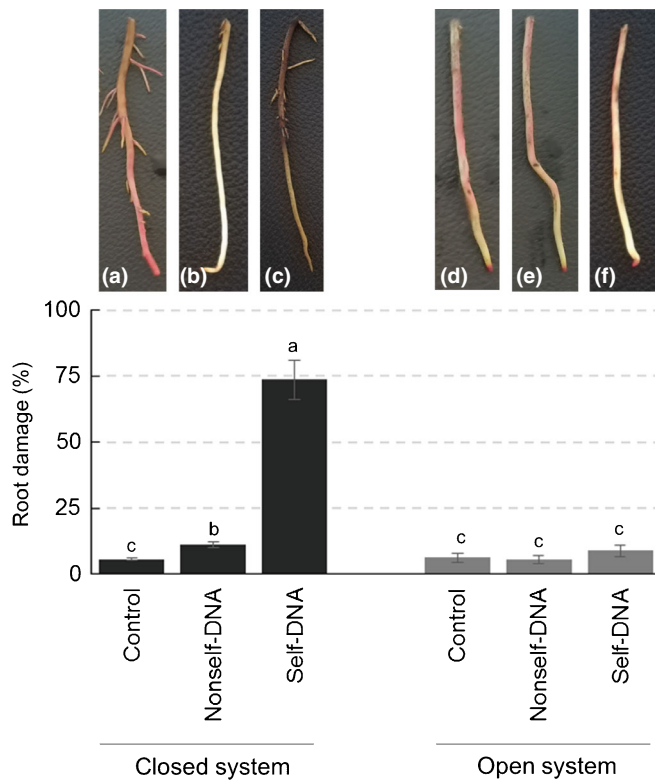 (a) (b) (c) (d) (e) (f)
100
75
50
25
0
Root damage (%)
c b a c c c
Control Nonself-DNA Self-DNA Control Nonself-DNA Self-DNA
Closed system Open system